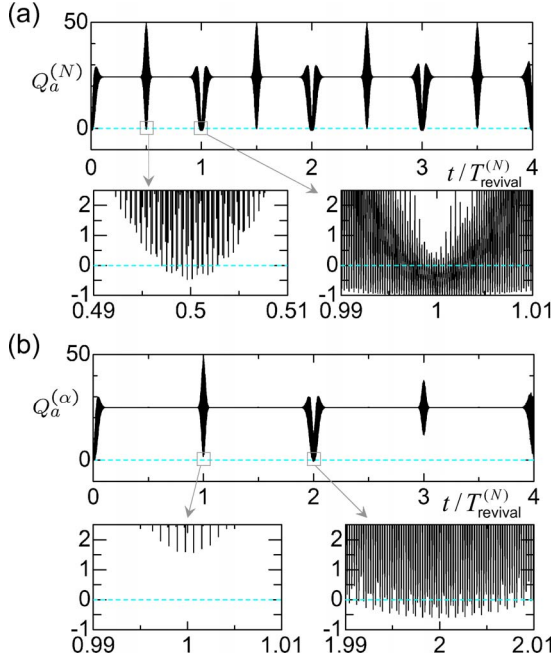 (a)
50
Q_a^{(N)}
0
0 1 2 3 4
t / T_{revival}^{(N)}
2 2
1 1
0 0
-1 -1
0.49 0.5 0.51 0.99 1 1.01
(b)
50
Q_a^{(α)}
0
0 1 2 3 4
t / T_{revival}^{(N)}
2 2
1 1
0 0
-1 -1
0.99 1 1.01 1.99 2 2.01